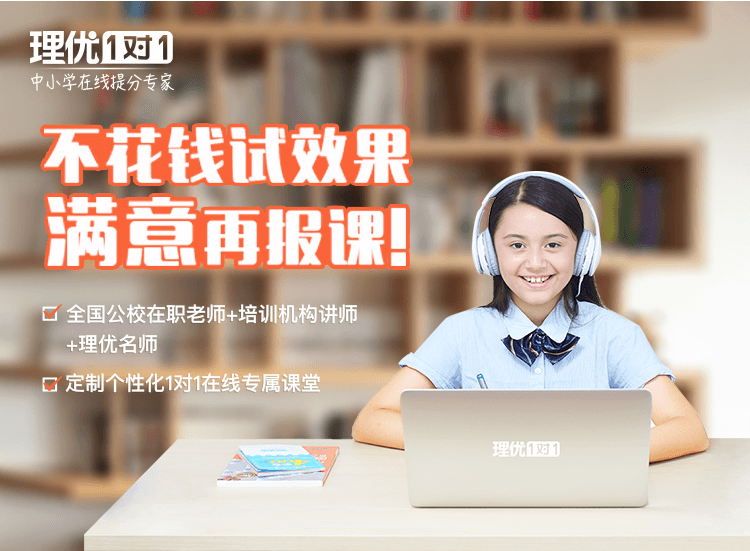 理优1对1
中小学在线提分专家
不花钱试效果
满意再报课!
全国公校在职老师+培训机构讲师
+理优名师
定制个性化1对1在线专属课堂
理优1对1